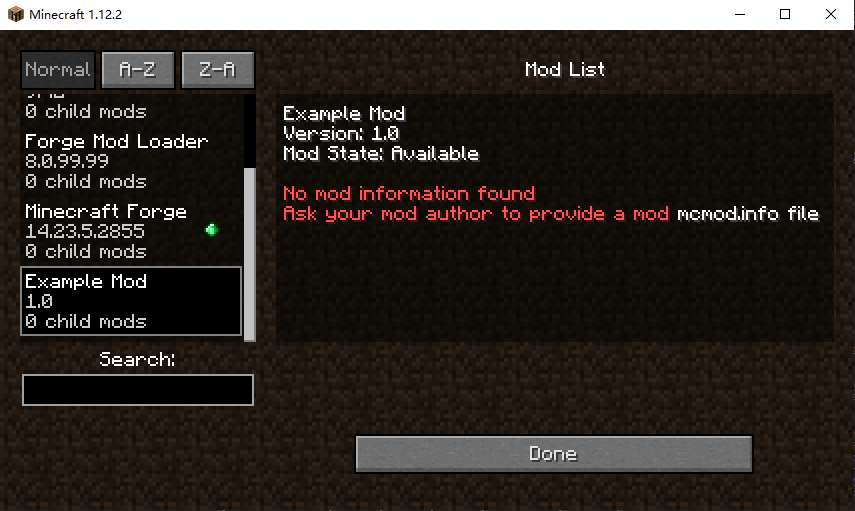 Minecraft 1.12.2
Normal
A-Z
Z-A
Mod List
0 child mods
Forge Mod Loader
8.0.99.99
0 child mods
Minecraft Forge
14.23.5.2855
0 child mods
Example Mod
1.0
0 child mods
Search:
Example Mod
Version: 1.0
Mod State: Available
No mod information found
Ask your mod author to provide a mod mcmod.info file
Done